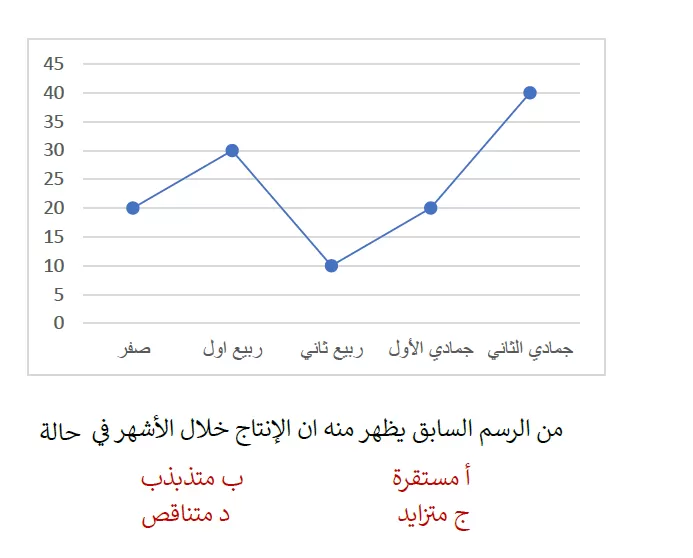 45
40
35
30
25
20
15
10
5
0
صفر ربيع اول ربيع ثاني جمادي الأول جمادي الثاني
من الرسم السابق يظهر منه ان الإنتاج خلال الأشهر في حالة
أ مستقرة ب متذبذب
ج متزايد د متناقص